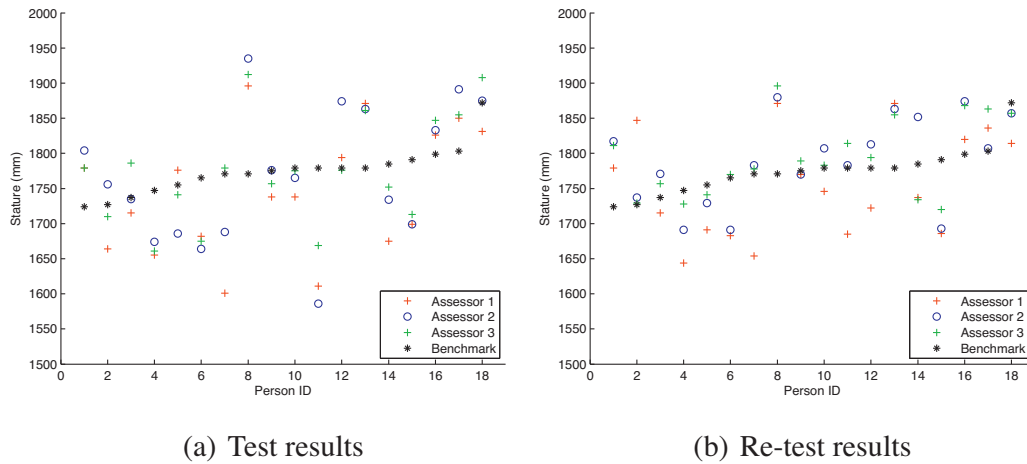 2000
1950
1900
1850
1800
1750
1700
1650
1600
1550
1500
Stature (mm)
0 2 4 6 8 10 12 14 16 18
Person ID
Assessor 1
Assessor 2
Assessor 3
Benchmark
(a) Test results
2000
1950
1900
1850
1800
1750
1700
1650
1600
1550
1500
Stature (mm)
0 2 4 6 8 10 12 14 16 18
Person ID
Assessor 1
Assessor 2
Assessor 3
Benchmark
(b) Re-test results